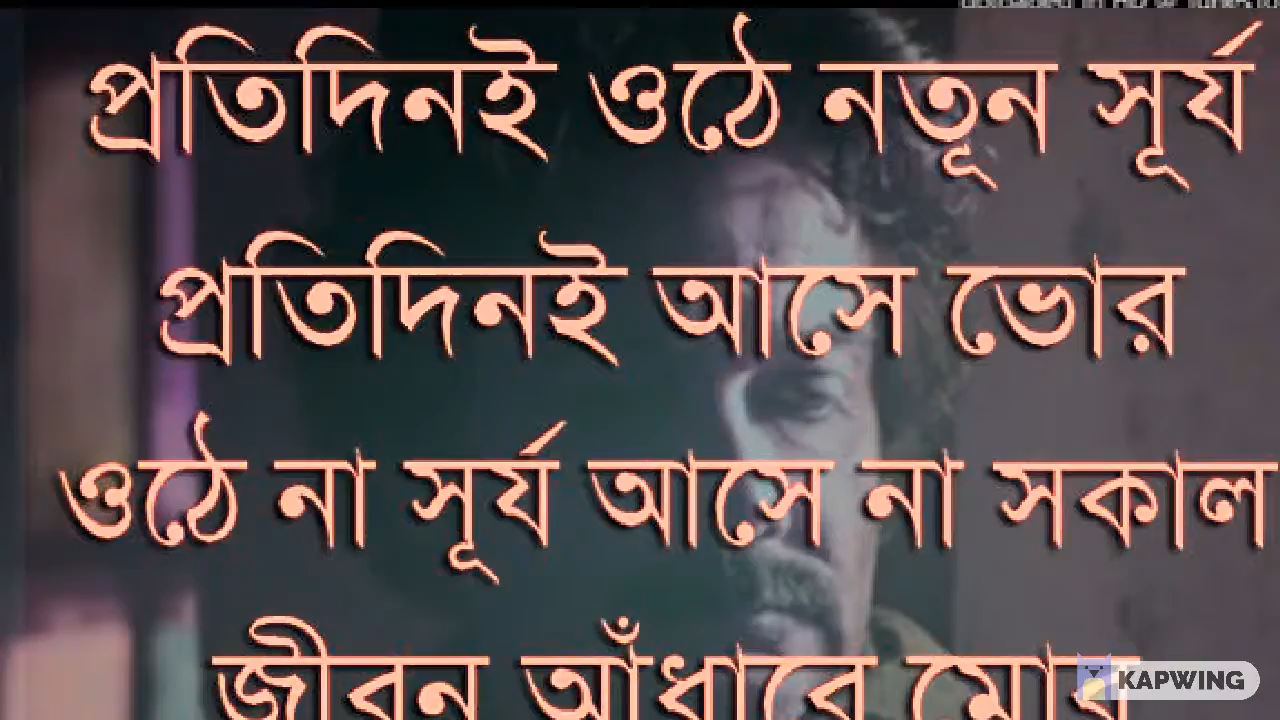 প্রতিদিনই ওঠে নতূন সূর্য
প্রতিদিনই আসে ভোর
ওঠে না সূর্য আসে না সকাল
জীবন আঁধারে মোর
KAPWING